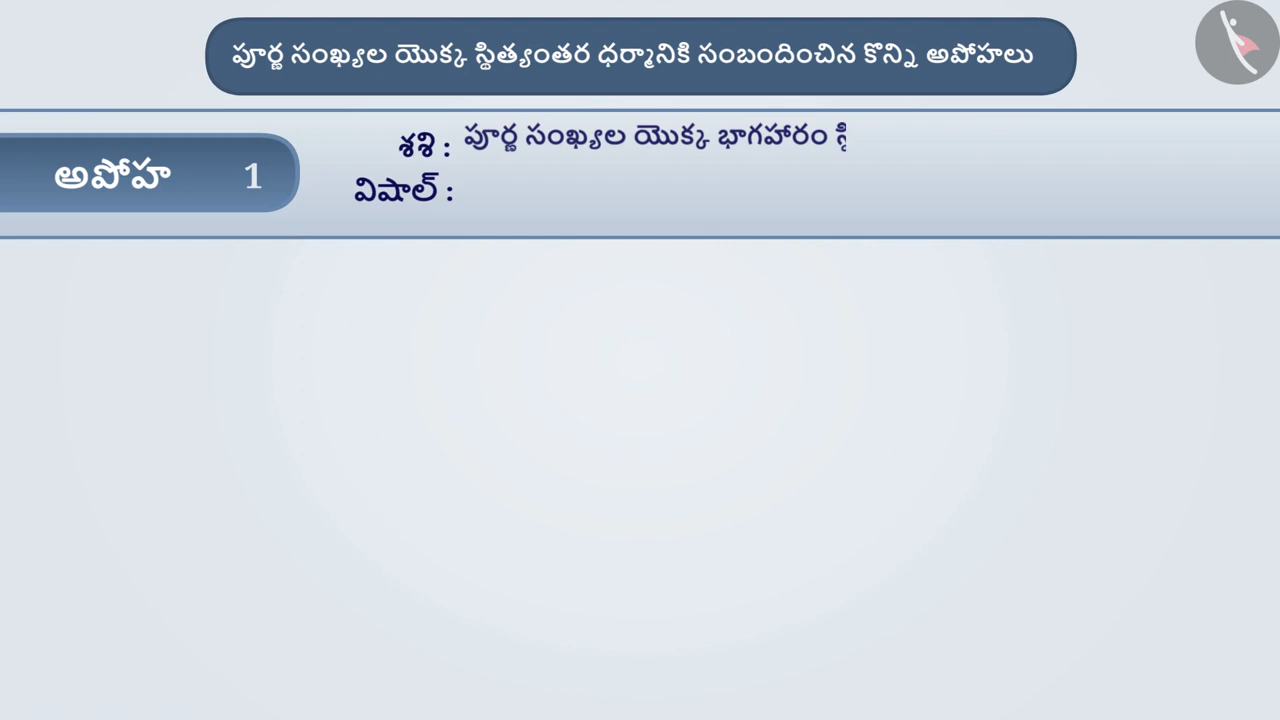 పూర్ణ సంఖ్యల యొక్క స్థిత్యంతర ధర్మానికి సంబందించిన కొన్ని అపోహలు
అపోహ 1
శశి : పూర్ణ సంఖ్యల యొక్క భాగహారం
విషాల్ :